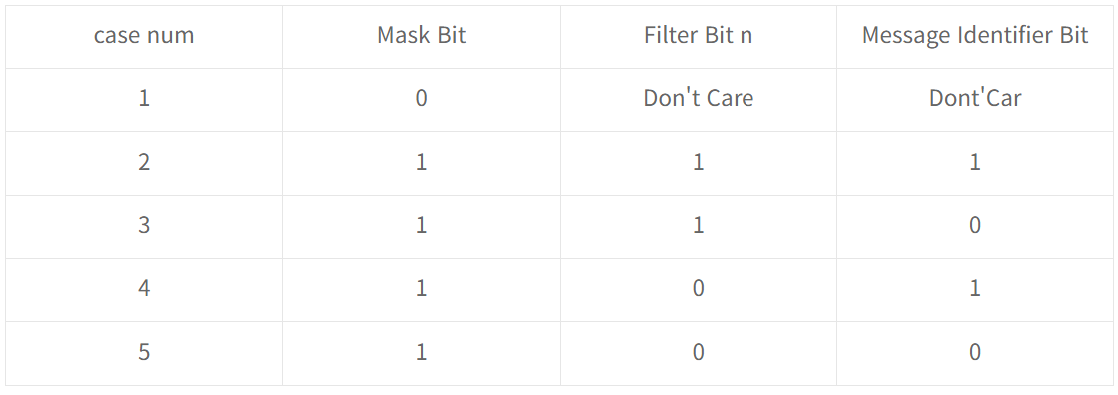 case num Mask Bit Filter Bit n Message Identifier Bit
1 0 Don't Care Dont'Car
2 1 1 1
3 1 1 0
4 1 0 1
5 1 0 0